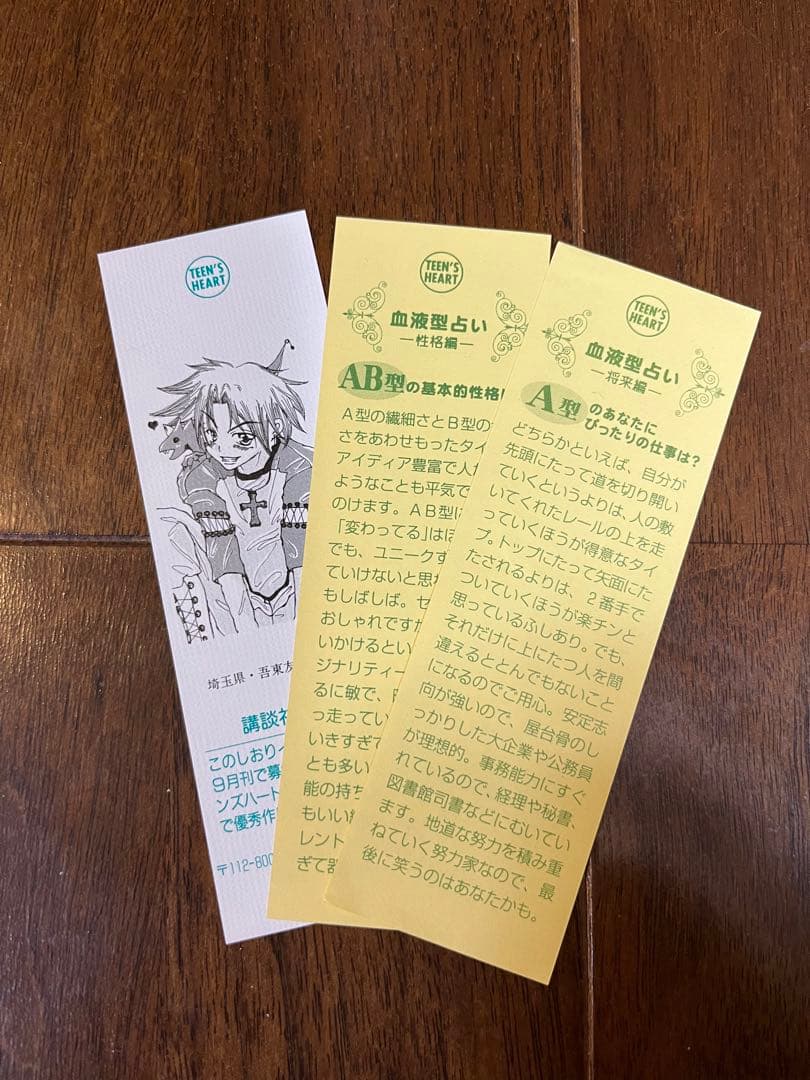 TEEN'S
HEART
埼玉県・吾東友
講談社
このしおりイ
9月刊で募
ンズハート
で優秀作
〒112-800
TEEN'S
HEART
血液型占い
―性格編―
AB型の基本的性格
A型の繊細さとB型の
さをあわせもったタイ
アイディア豊富で人が
ようなことも平気で
のけます。AB型に
「変わってる」はほ
でも、ユニークす
ていけないと思わ
もしばしば。セ
おしゃれですが
いかけるとい
ジナリティー
るに敏で、
っ走ってい
いきすぎて
とも多い
能の持ち
もいい
レント
ぎて器
TEEN'S
HEART
血液型占い
―将来編―
A型のあなたに
ぴったりの仕事は?
どちらかといえば、自分が
先頭にたって道を切り開い
ていくというよりは、人の敷
いてくれたレールの上を走
っていくほうが得意なタイ
プ。トップにたって矢面にた
たされるよりは、2番手で
ついていくほうが楽チンと
思っているふしあり。でも、
それだけに上にたつ人を間
違えるととんでもないこと
になるのでご用心。安定志
向が強いので、屋台骨のし
っかりした大企業や公務員
が理想的。事務能力にすぐ
れているので、経理や秘書、
図書館司書などにむいてい
ます。地道な努力を積み重
ねていく努力家なので、最
後に笑うのはあなたかも。